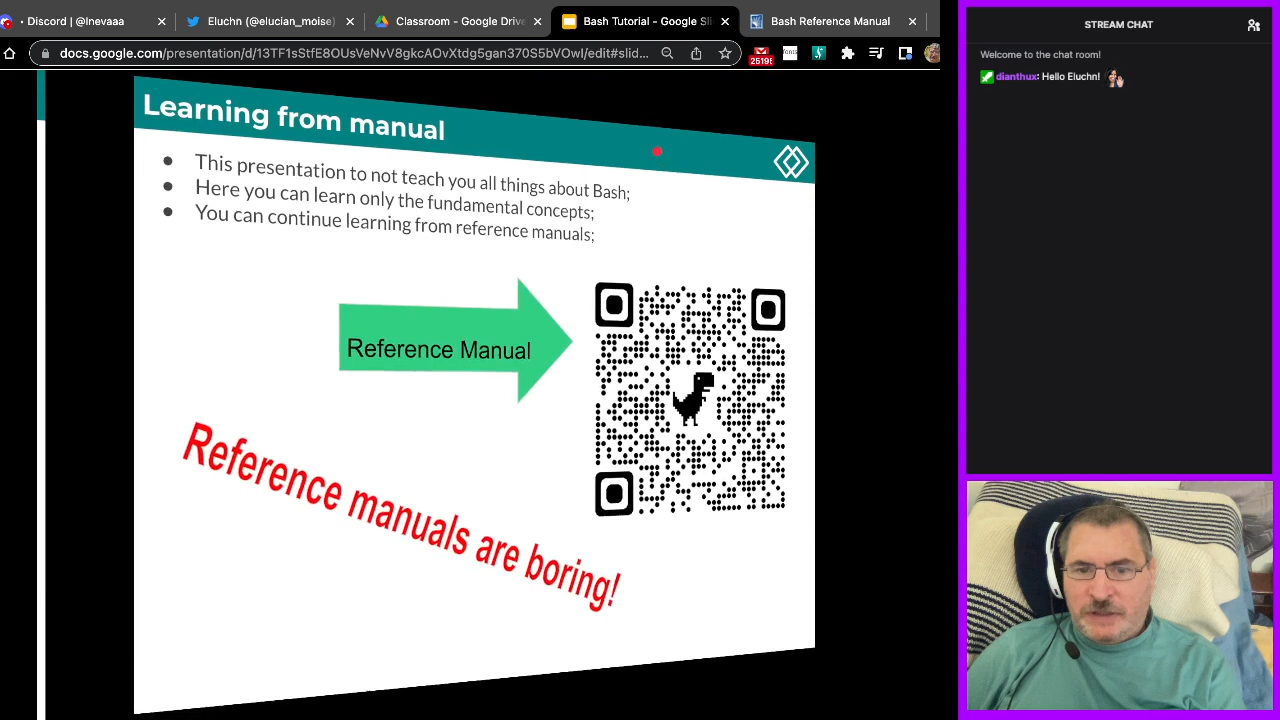 Discord | @lnevaaa
Eluchn (@elucian_moise)
Classroom - Google Drive
Bash Tutorial - Google Sli
Bash Reference Manual
docs.google.com/presentation/d/13TF1sStfE8OUsVeNvV8gkcAOvXtdg5gan370S5bVOwI/edit#slid
25195
fonts
Learning from manual
This presentation to not teach you all things about Bash;
Here you can learn only the fundamental concepts;
You can continue learning from reference manuals;
Reference Manual
Reference manuals are boring!
STREAM CHAT
Welcome to the chat room!
dianthux: Hello Eluchn!